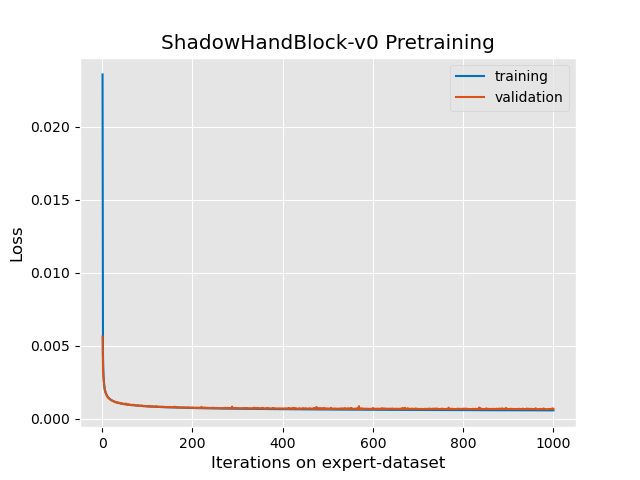 ShadowHandBlock-v0 Pretraining
training
validation
0.020
0.015
0.010
0.005
0.000
Loss
0
200
400
600
800
1000
Iterations on expert-dataset